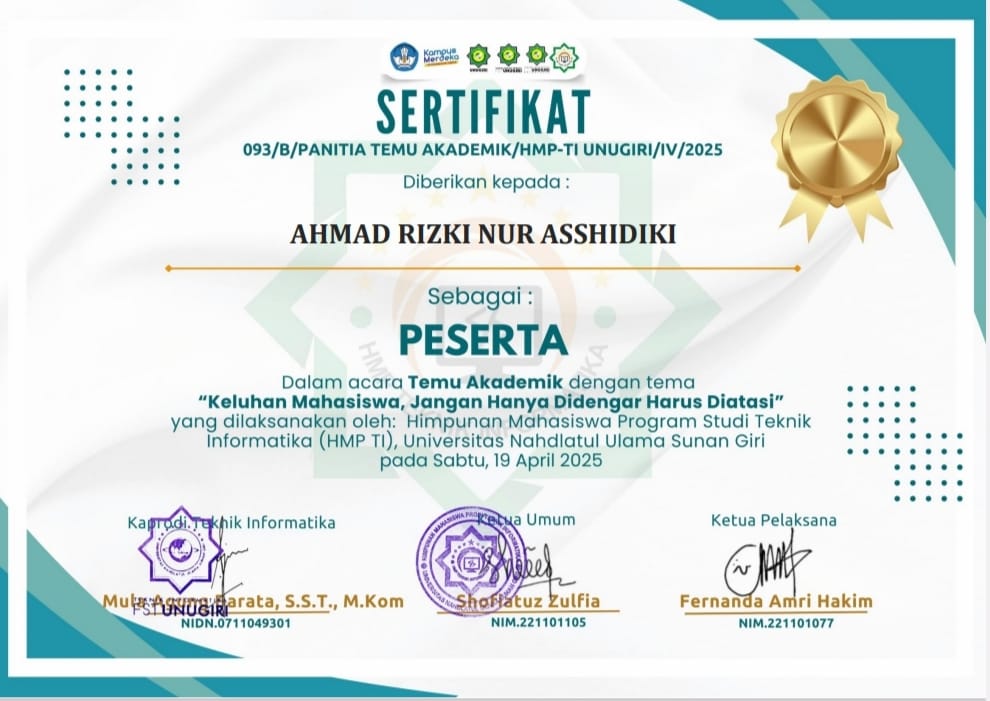 Kampus
Merdeka
UNUGIRI
UNUGIRI
UNUGIRI
SERTIFIKAT
093/B/PANITIA TEMU AKADEMIK/HMP-TI UNUGIRI/IV/2025
Diberikan kepada :
AHMAD RIZKI NUR ASSHIDIKI
Sebagai :
PESERTA
Dalam acara Temu Akademik dengan tema
“Keluhan Mahasiswa, Jangan Hanya Didengar Harus Diatasi”
yang dilaksanakan oleh: Himpunan Mahasiswa Program Studi Teknik
Informatika (HMP TI), Universitas Nahdlatul Ulama Sunan Giri
pada Sabtu, 19 April 2025
Kaprodi.Teknik Informatika
Ketua Umum
Ketua Pelaksana
Barata, S.S.T., M.Kom
FST UNUGIRI
Zulfia
Fernanda Amri Hakim
NIDN.0711049301
NIM.221101105
NIM.221101077